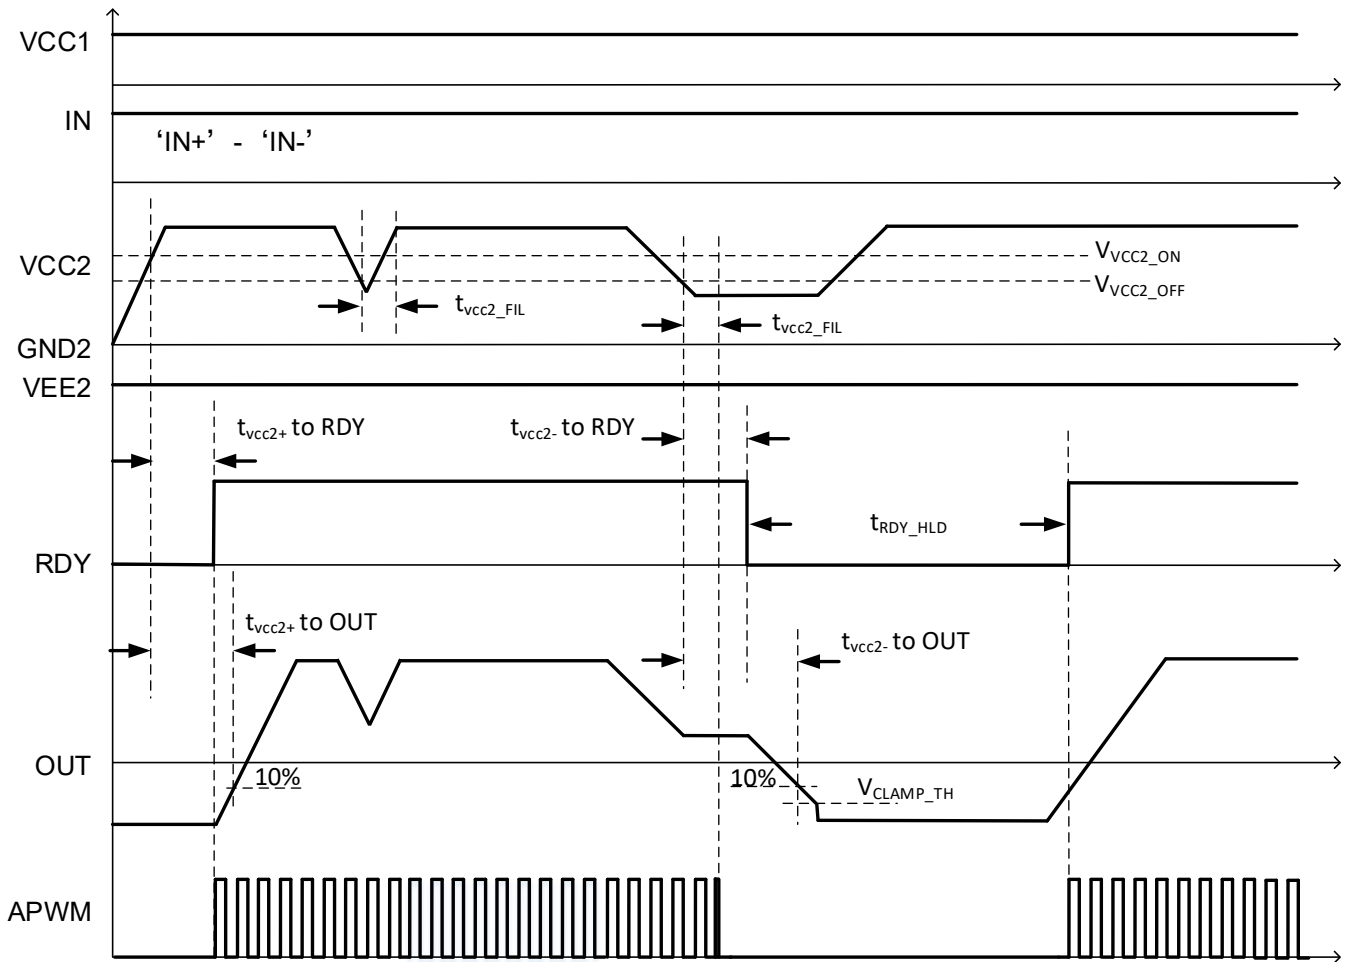 VCC1
IN
‘IN+’ - ‘IN-’
VCC2
VVCC2_ON
VVCC2_OFF
tvcc2_FIL
tvcc2_FIL
GND2
VEE2
tvcc2+ to RDY
tvcc2- to RDY
tRDY_HLD
RDY
tvcc2+ to OUT
tvcc2- to OUT
OUT
10%
10%
VCLAMP_TH
APWM